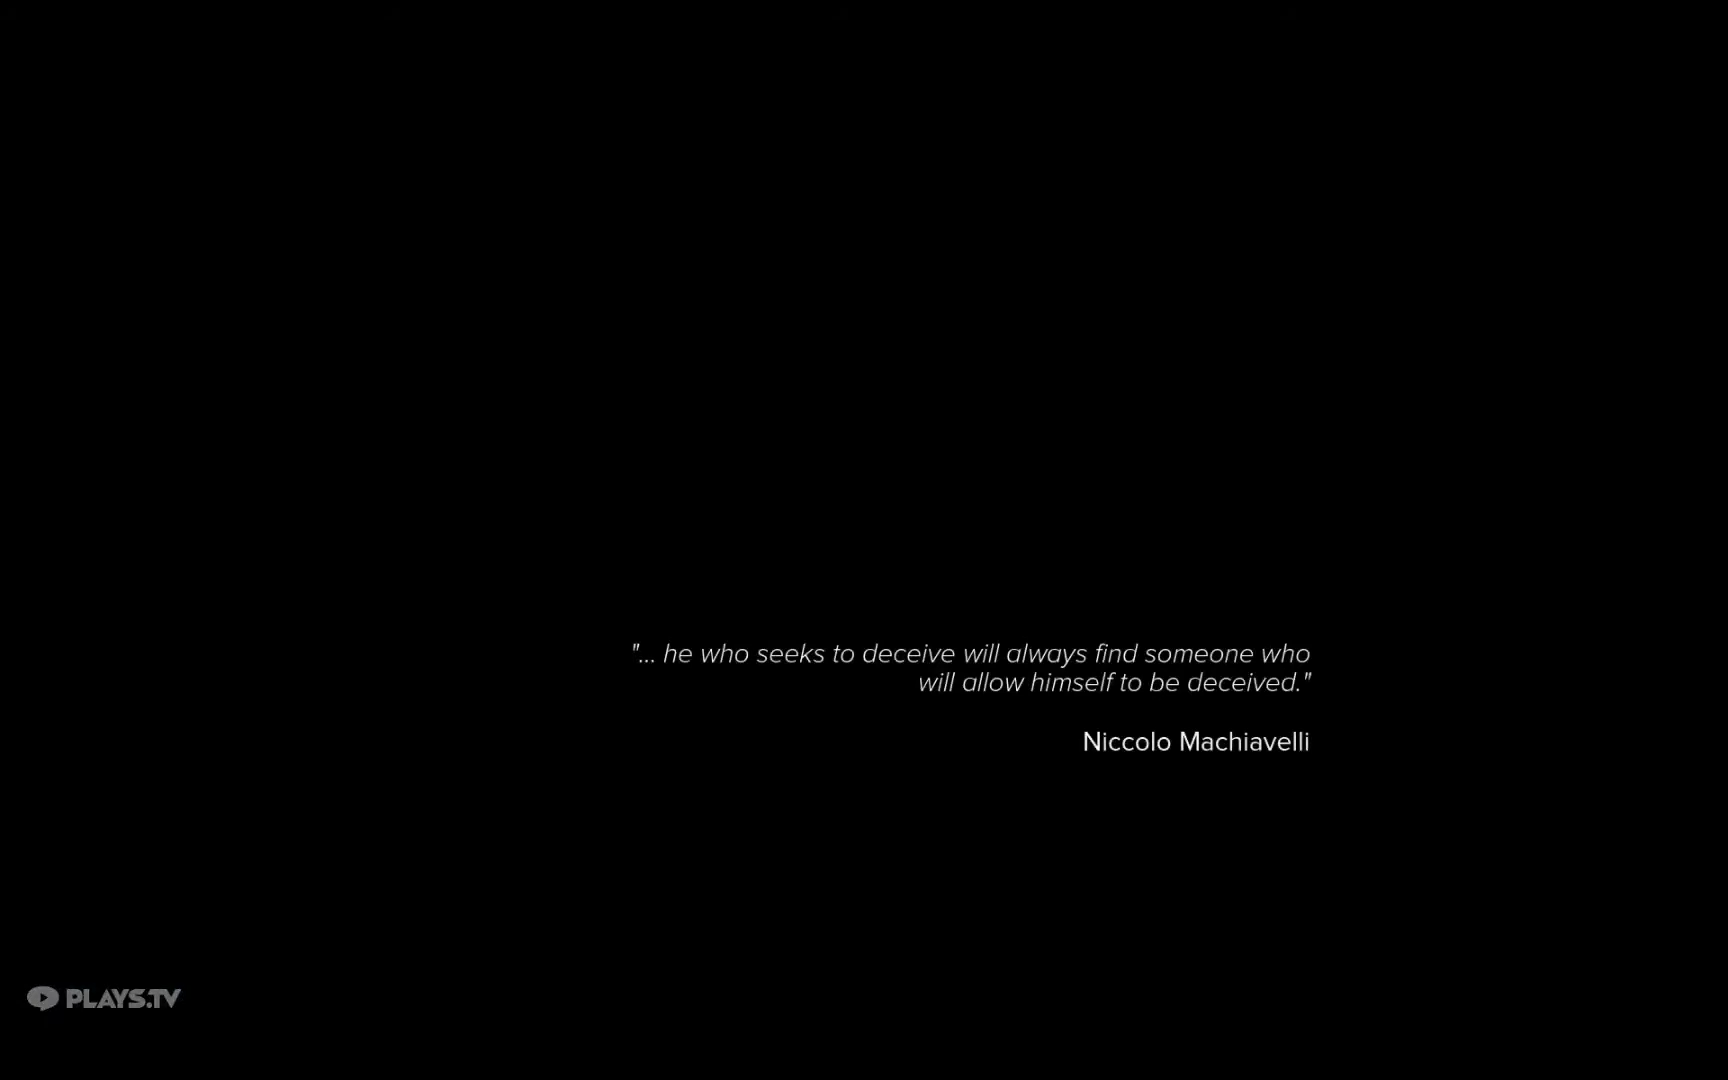 "... he who seeks to deceive will always find someone who
will allow himself to be deceived."
Niccolo Machiavelli
PLAYS.TV